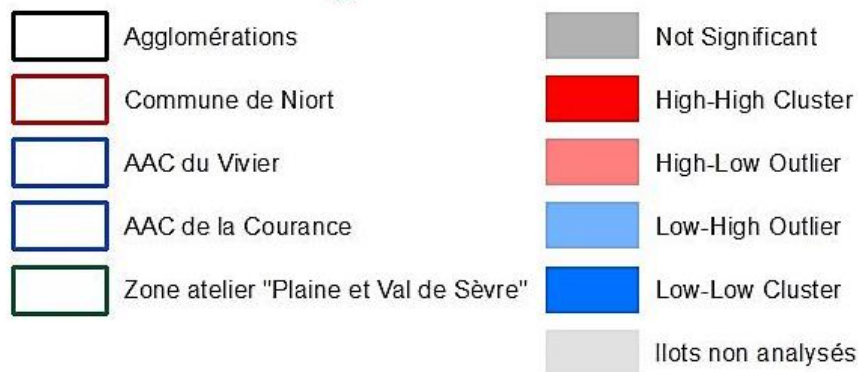 Agglomérations
Commune de Niort
AAC du Vivier
AAC de la Courance
Zone atelier "Plaine et Val de Sèvre"
Not Significant
High-High Cluster
High-Low Outlier
Low-High Outlier
Low-Low Cluster
Ilots non analysés